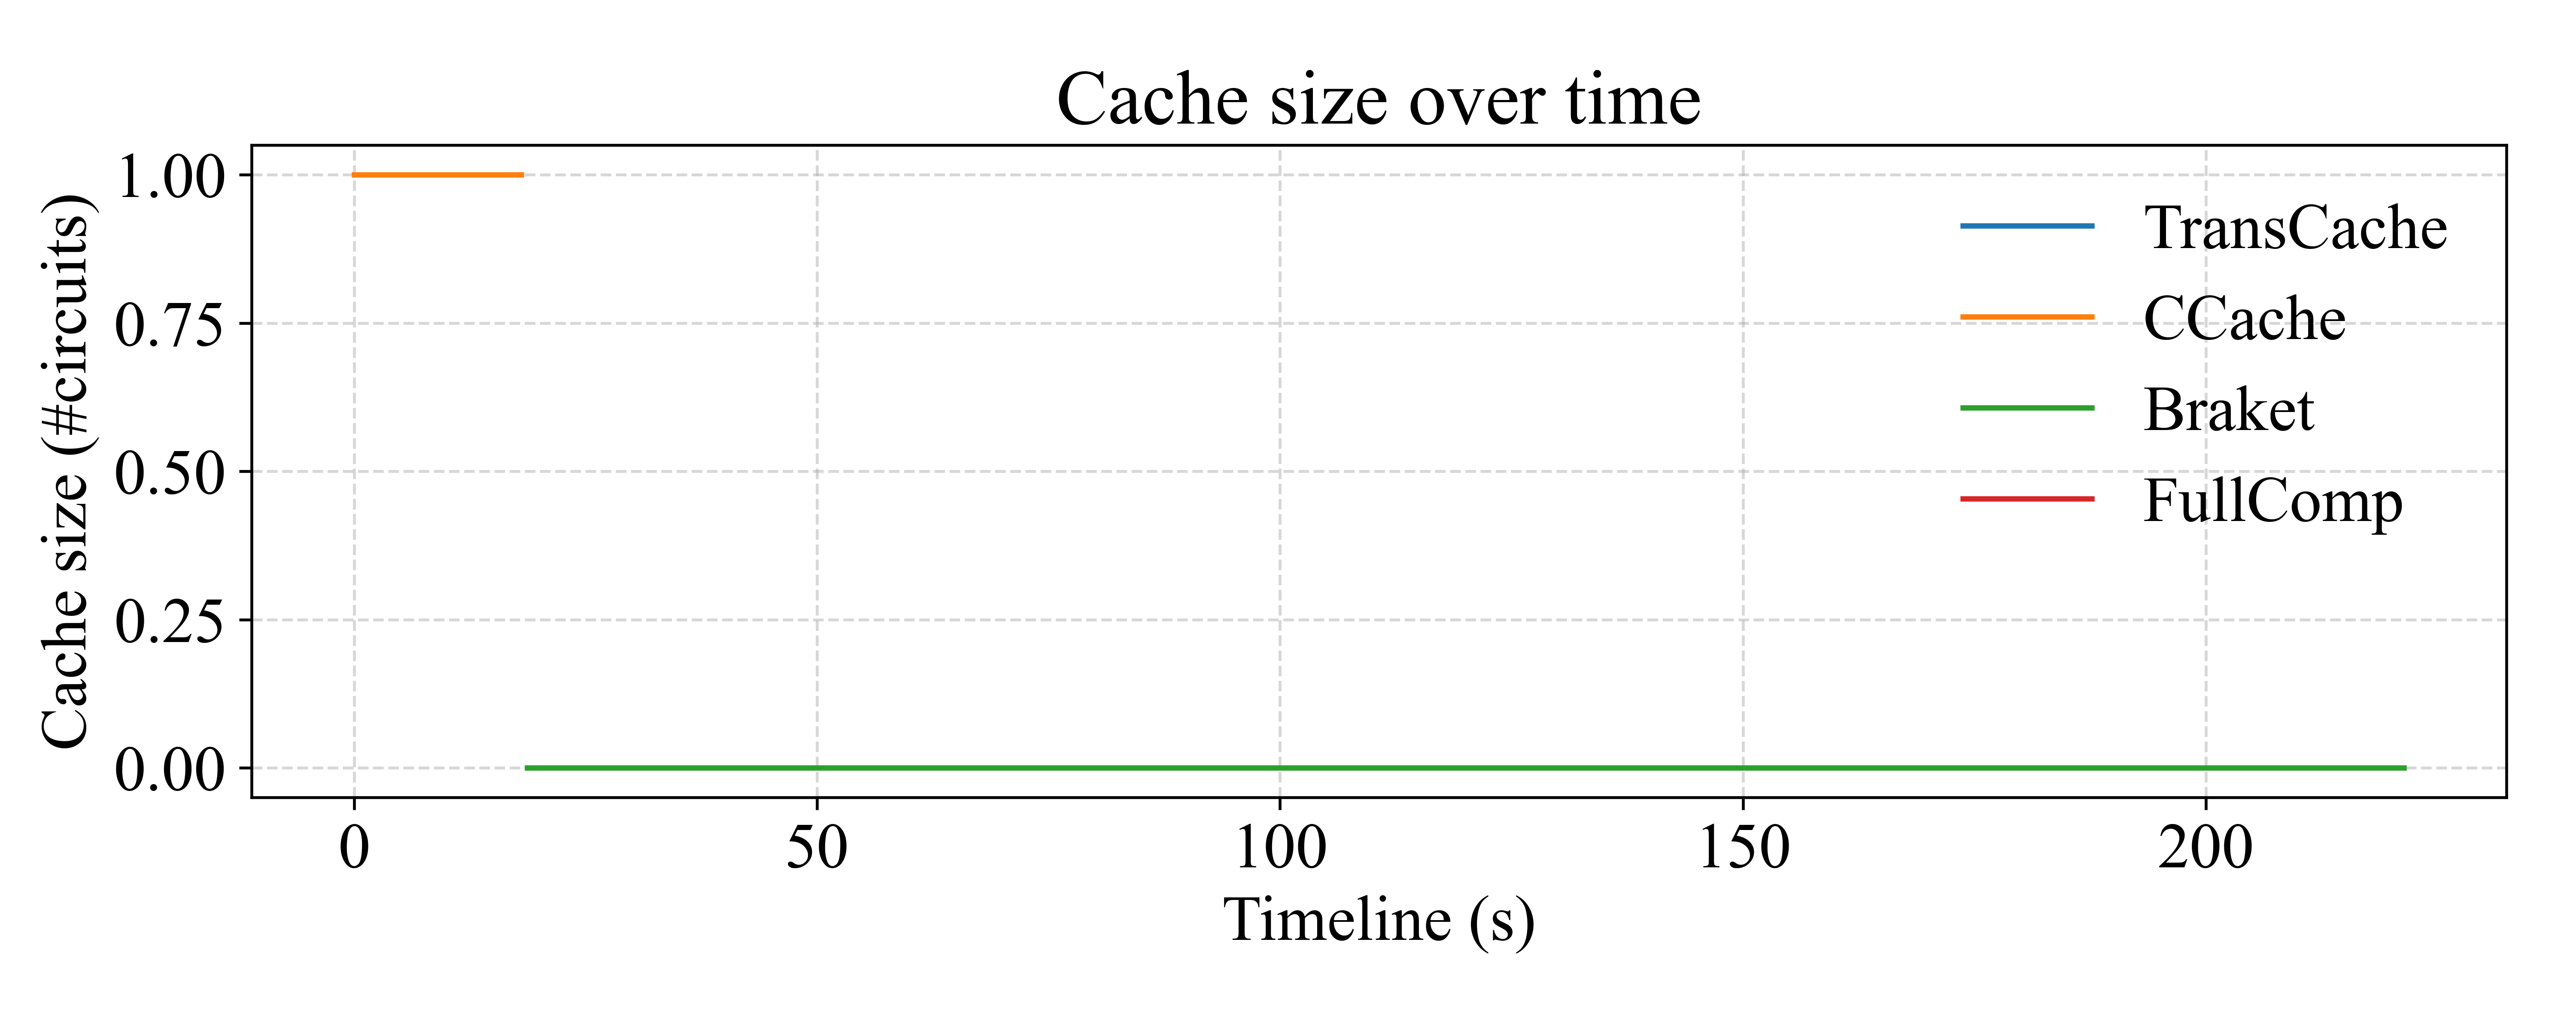 Cache size over time
Cache size (#circuits)
1.00
0.75
0.50
0.25
0.00
TransCache
CCache
Braket
FullComp
0
50
100
150
200
Timeline (s)